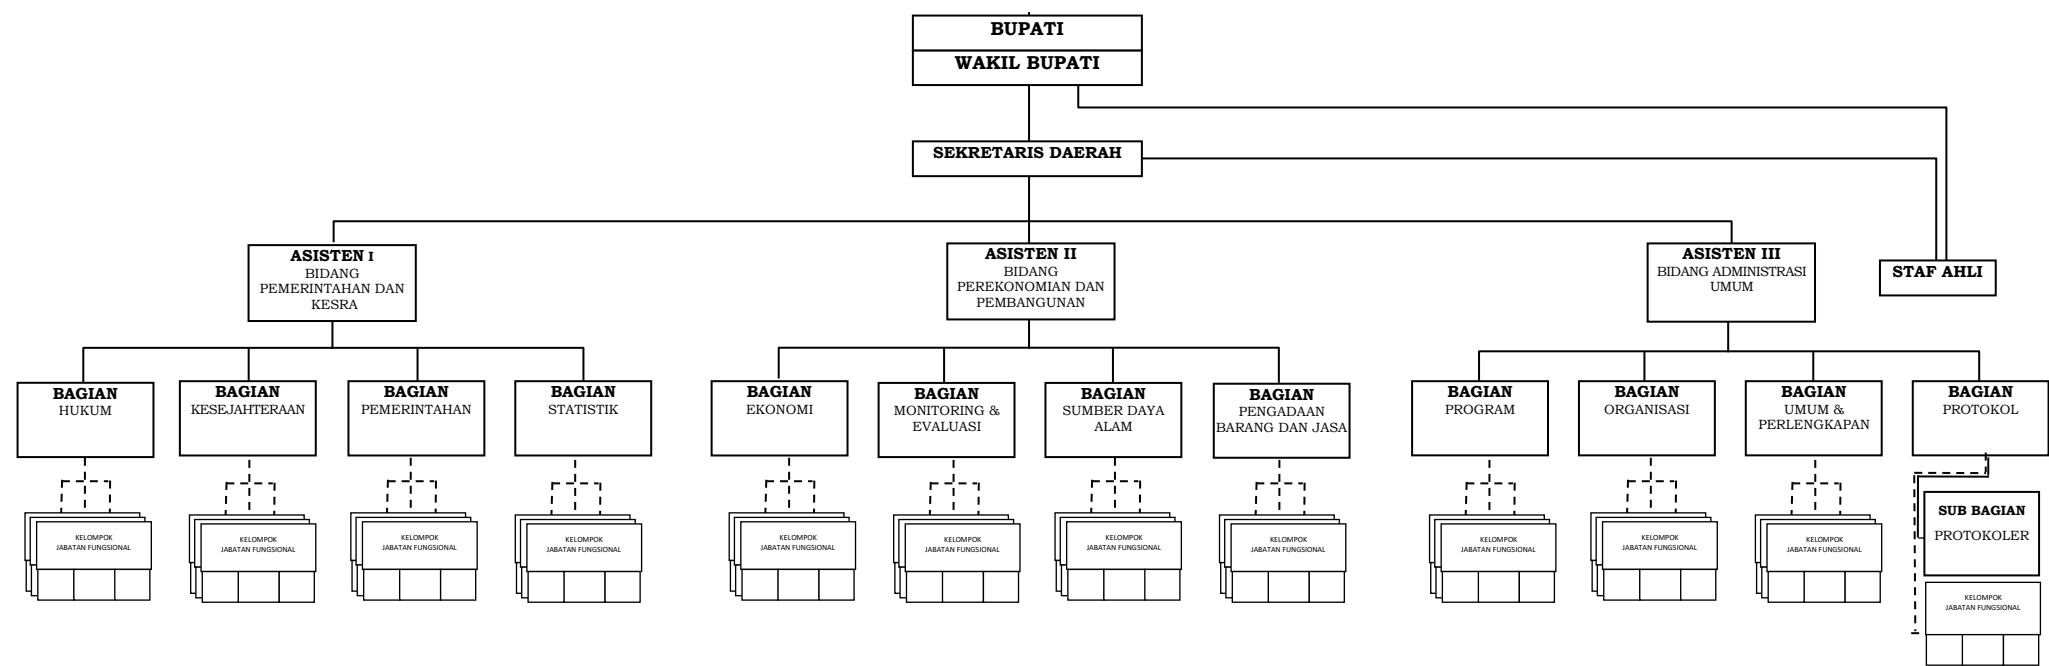 BUPATI
WAKIL BUPATI
SEKRETARIS DAERAH
ASISTEN I
BIDANG
PEMERINTAHAN DAN
KESRA
ASISTEN II
BIDANG
PEREKONOMIAN DAN
PEMBANGUNAN
ASISTEN III
BIDANG ADMINISTRASI
UMUM
STAF AHLI
BAGIAN
HUKUM
BAGIAN
KESEJAHTERAAN
BAGIAN
PEMERINTAHAN
BAGIAN
STATISTIK
BAGIAN
EKONOMI
BAGIAN
MONITORING &
EVALUASI
BAGIAN
SUMBER DAYA
ALAM
BAGIAN
PENGADAAN
BARANG DAN JASA
BAGIAN
PROGRAM
BAGIAN
ORGANISASI
BAGIAN
UMUM &
PERLENGKAPAN
BAGIAN
PROTOKOL
KELOMPOK
JABATAN FUNGSIONAL
KELOMPOK
JABATAN FUNGSIONAL
KELOMPOK
JABATAN FUNGSIONAL
KELOMPOK
JABATAN FUNGSIONAL
KELOMPOK
JABATAN FUNGSIONAL
KELOMPOK
JABATAN FUNGSIONAL
KELOMPOK
JABATAN FUNGSIONAL
KELOMPOK
JABATAN FUNGSIONAL
KELOMPOK
JABATAN FUNGSIONAL
KELOMPOK
JABATAN FUNGSIONAL
KELOMPOK
JABATAN FUNGSIONAL
SUB BAGIAN
PROTOKOLER
KELOMPOK
JABATAN FUNGSIONAL